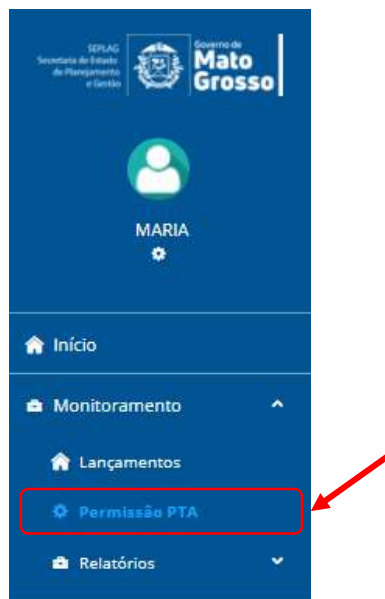 SEPLAG
Secretaria de Estado
de Planejamento
e Gestão
Governo de
Mato
Grosso
MARIA
Início
Monitoramento
Lançamentos
Permissão PTA
Relatórios